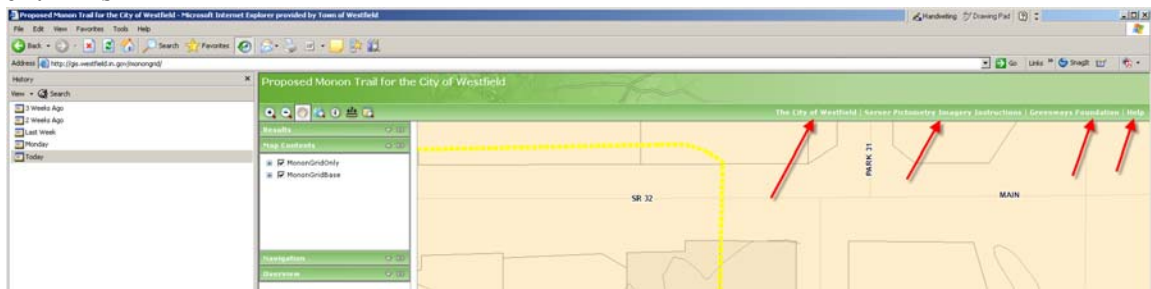 Proposed Monon Trail for the City of Westfield - Microsoft Internet Explorer provided by Town of Westfield
Handwriting Drawing Pad
File Edit View Favorites Tools Help
Back Search Favorites
Address http://gis.westfield.in.gov/monongrid/ Go Links » SnagIt
History
View Search
3 Weeks Ago
2 Weeks Ago
Last Week
Monday
Today
Proposed Monon Trail for the City of Westfield
The City of Westfield | Server Pictometry Imagery Instructions | Greenways Foundation | Help
Results
Map Contents
MononGridOnly
MononGridBase
Navigation
Overview
SR 32
PARK 31
MAIN